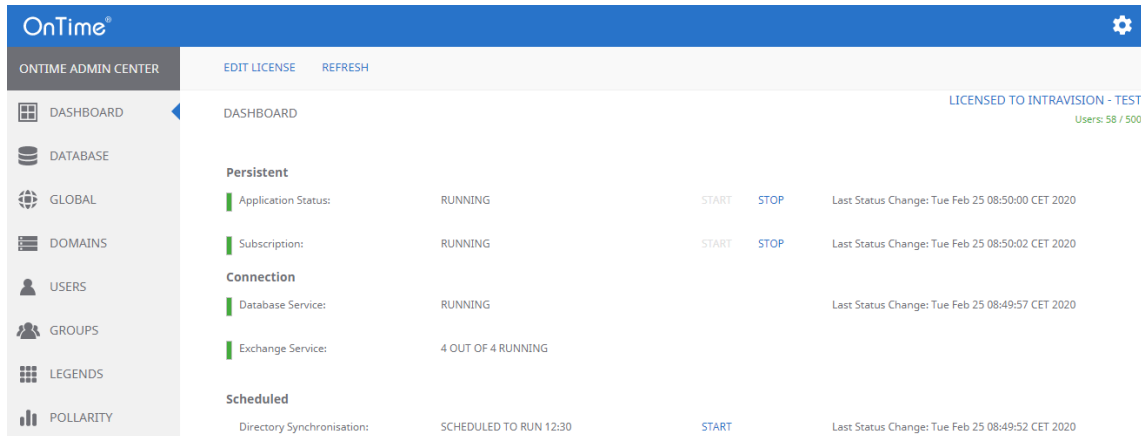 OnTime®
ONTIME ADMIN CENTER
EDIT LICENSE REFRESH
LICENSED TO INTRAVISION - TEST
Users: 58 / 500
DASHBOARD
DATABASE
GLOBAL
DOMAINS
USERS
GROUPS
LEGENDS
POLLARITY
DASHBOARD
Persistent
Application Status: RUNNING START STOP Last Status Change: Tue Feb 25 08:50:00 CET 2020
Subscription: RUNNING START STOP Last Status Change: Tue Feb 25 08:50:02 CET 2020
Connection
Database Service: RUNNING Last Status Change: Tue Feb 25 08:49:57 CET 2020
Exchange Service: 4 OUT OF 4 RUNNING
Scheduled
Directory Synchronisation: SCHEDULED TO RUN 12:30 START Last Status Change: Tue Feb 25 08:49:52 CET 2020